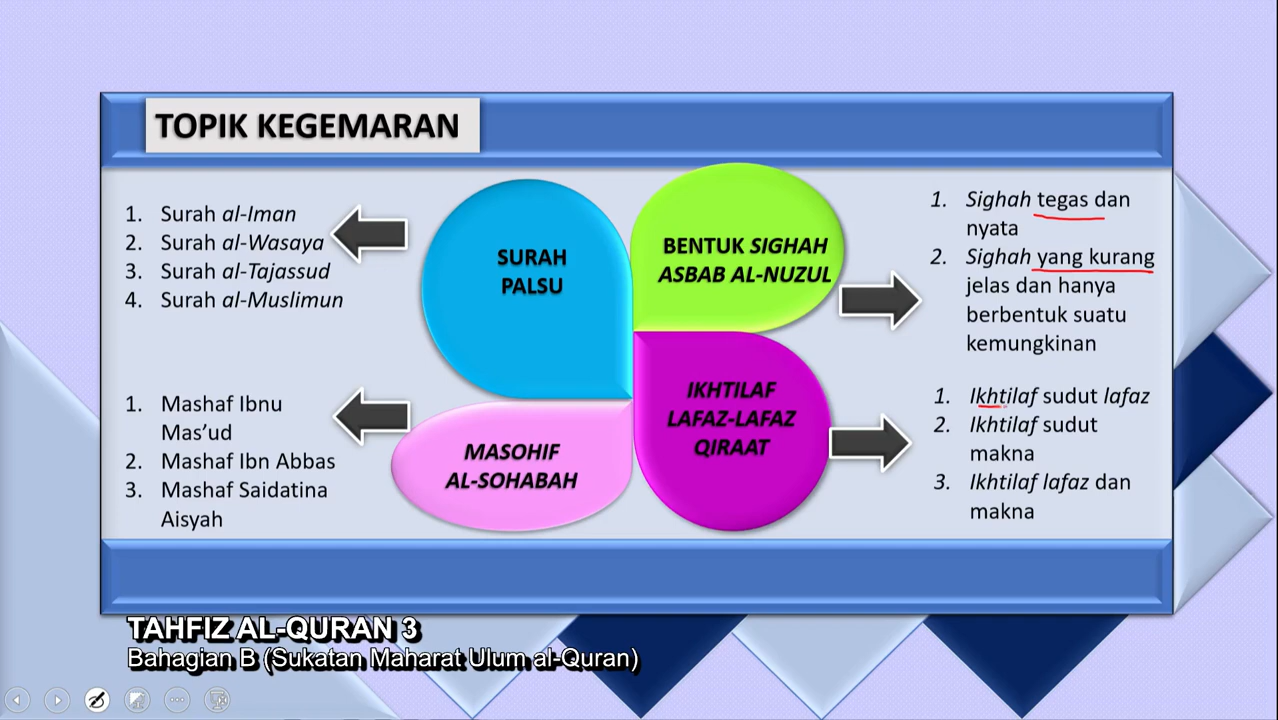 TOPIK KEGEMARAN
1. Surah al-Iman
2. Surah al-Wasaya
3. Surah al-Tajassud
4. Surah al-Muslimun
SURAH
PALSU
BENTUK SIGHAH
ASBAB AL-NUZUL
1. Sighah tegas dan
nyata
2. Sighah yang kurang
jelas dan hanya
berbentuk suatu
kemungkinan
1. Mashaf Ibnu
Mas’ud
2. Mashaf Ibn Abbas
3. Mashaf Saidatina
Aisyah
MASOHIF
AL-SOHABAH
IKHTILAF
LAFAZ-LAFAZ
QIRAAT
1. Ikhtilaf sudut lafaz
2. Ikhtilaf sudut
makna
3. Ikhtilaf lafaz dan
makna
TAHFIZ AL-QURAN 3
Bahagian B (Sukatan Maharat Ulum al-Quran)